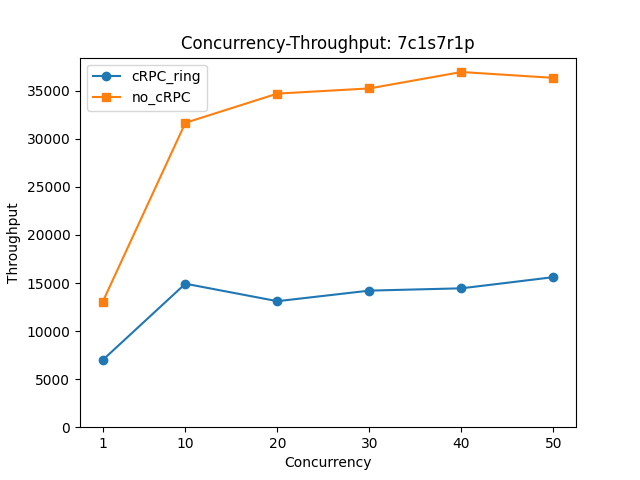 Concurrency-Throughput: 7c1s7r1p
cRPC_ring
no_cRPC
Throughput
35000
30000
25000
20000
15000
10000
5000
0
1 10 20 30 40 50
Concurrency